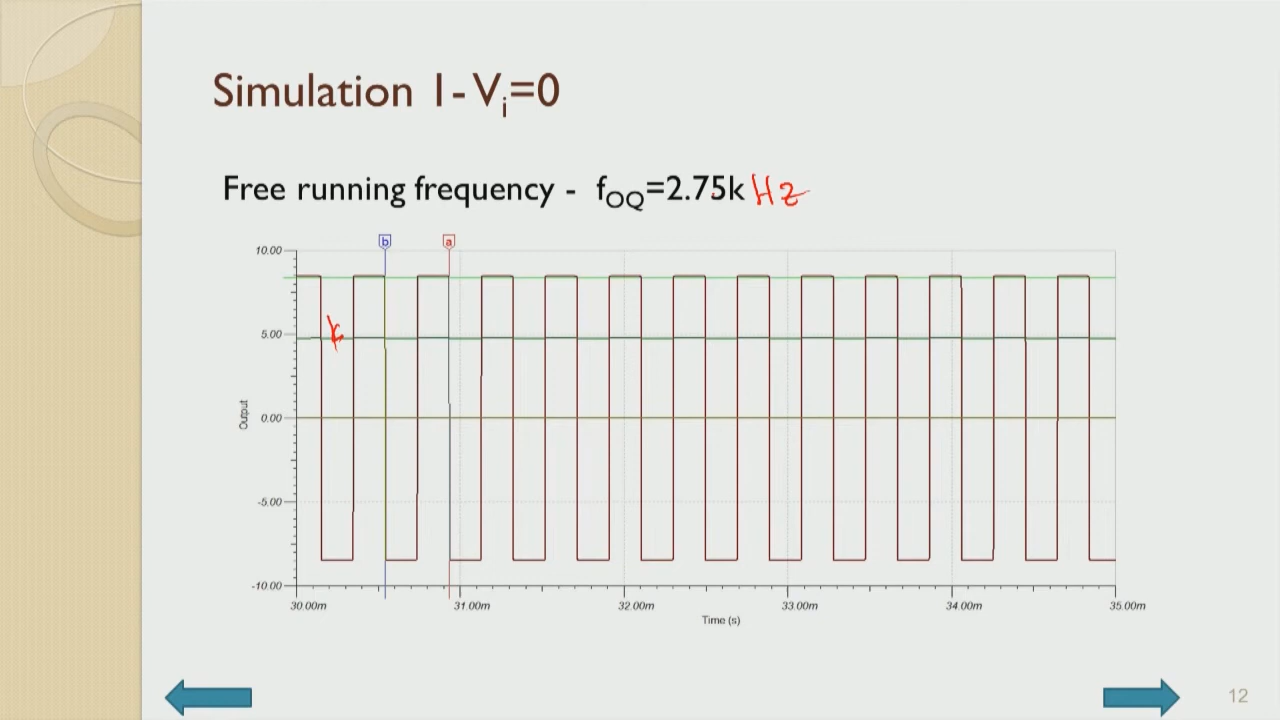 Simulation 1- Vi=0
Free running frequency - fOQ=2.75k Hz
b a
10.00
5.00
0.00
-5.00
-10.00
Output
30.00m 31.00m 32.00m 33.00m 34.00m 35.00m
Time (s)
12